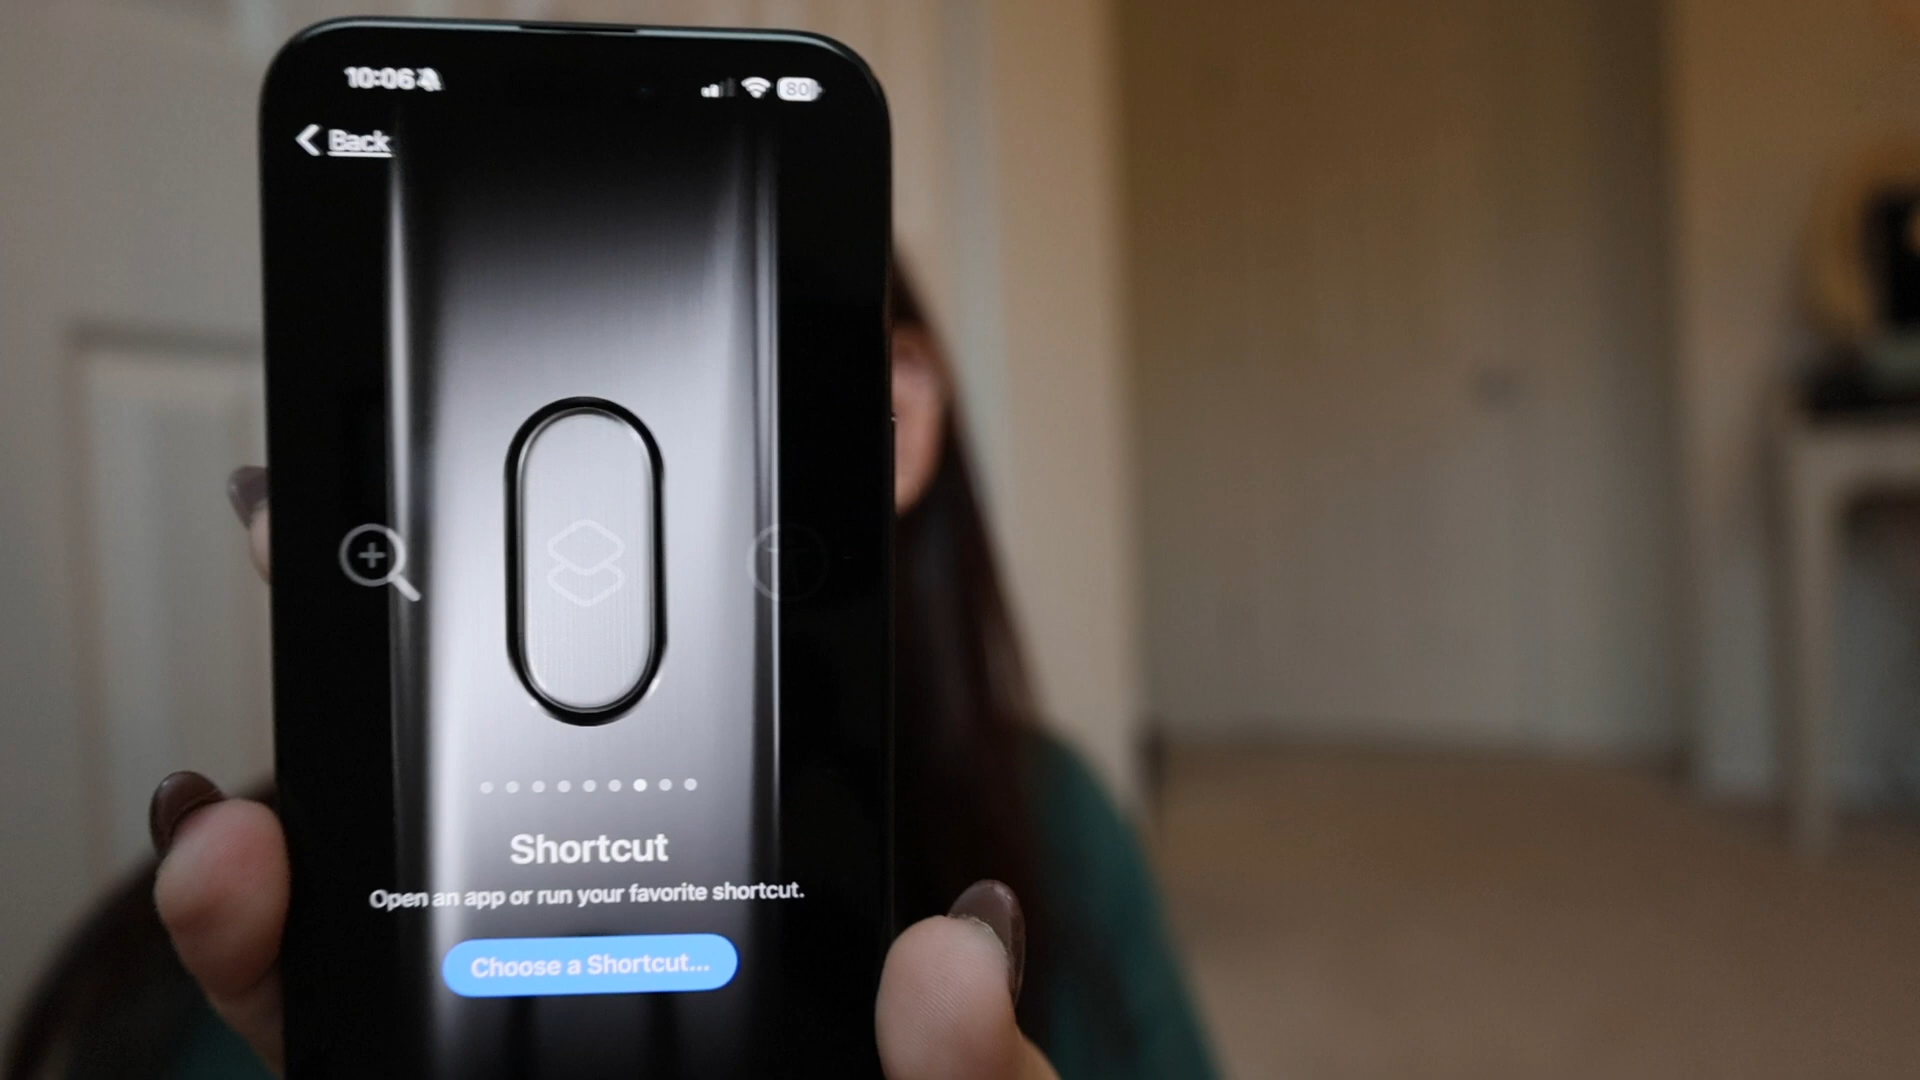 10:06
80
Back
Shortcut
Open an app or run your favorite shortcut.
Choose a Shortcut...